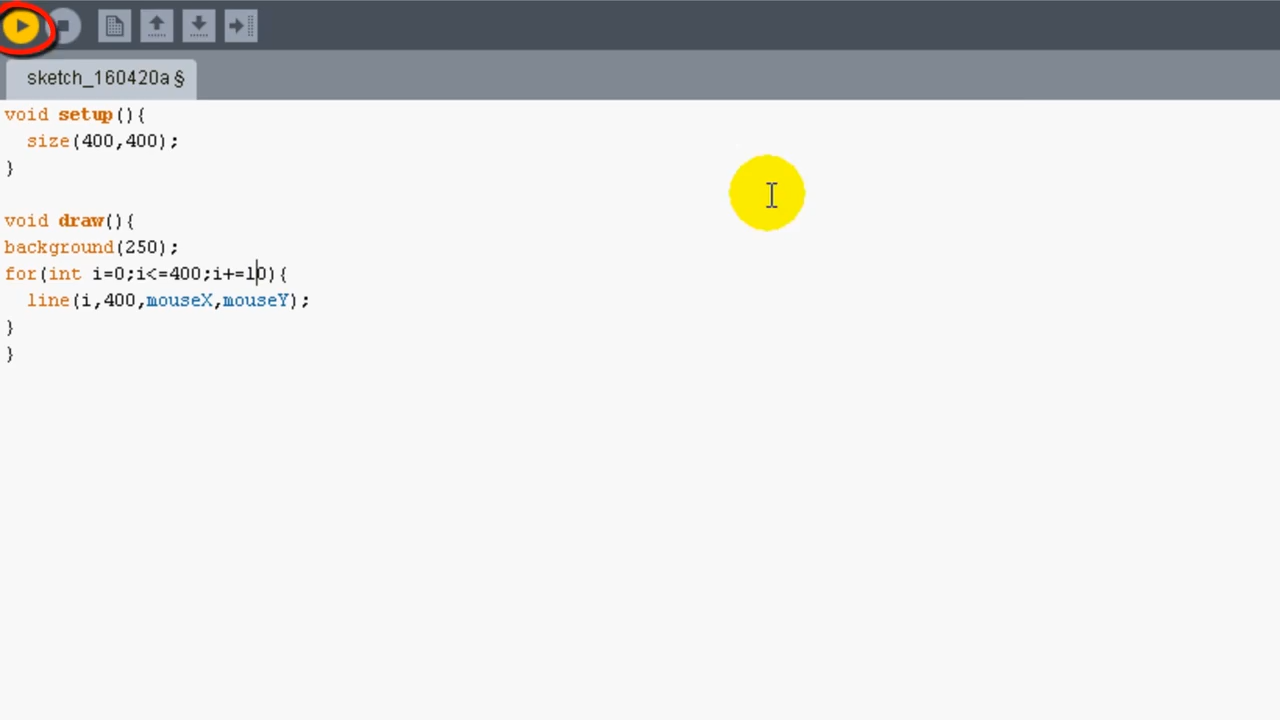 sketch_160420a §
void setup(){
  size(400,400);
}
void draw(){
background(250);
for(int i=0;i<=400;i+=10){
  line(i,400,mouseX,mouseY);
}
}